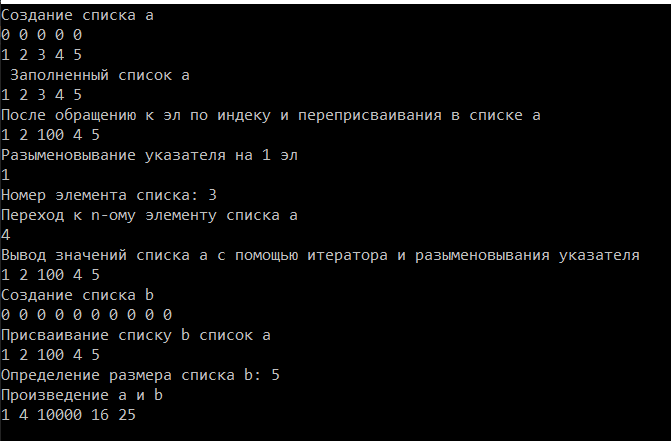 Создание списка a
0 0 0 0 0
1 2 3 4 5
Заполненный список a
1 2 3 4 5
После обращению к эл по индеку и переприсваивания в списке a
1 2 100 4 5
Разыменовывание указателя на 1 эл
1
Номер элемента списка: 3
Переход к n-ому элементу списка a
4
Вывод значений списка a с помощью итератора и разыменовывания указателя
1 2 100 4 5
Создание списка b
0 0 0 0 0 0 0 0 0 0
Присваивание списку b список a
1 2 100 4 5
Определение размера списка b: 5
Произведение a и b
1 4 10000 16 25